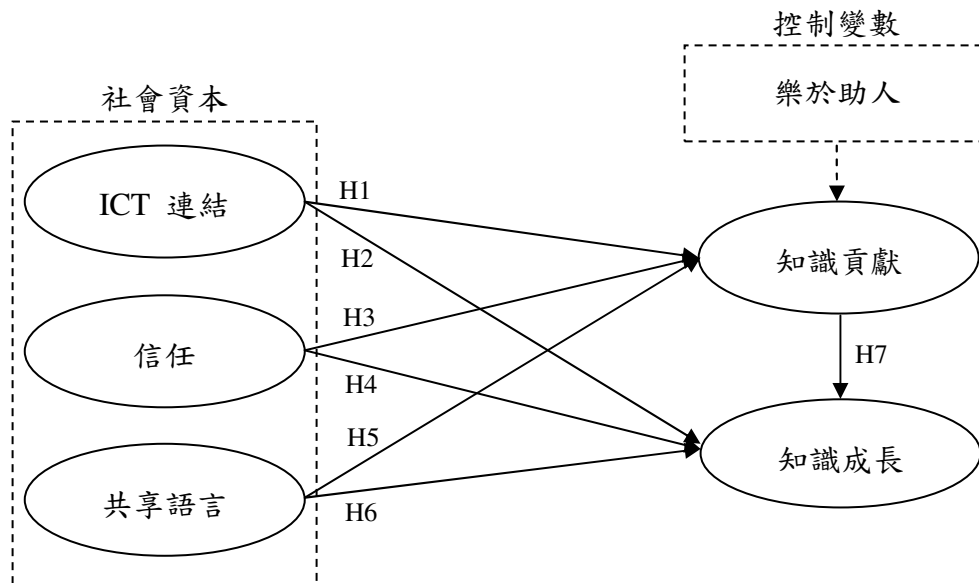 控制變數
樂於助人
社會資本
ICT 連結
H1
H2
知識貢獻
H3
信任
H4
H7
H5
知識成長
共享語言
H6